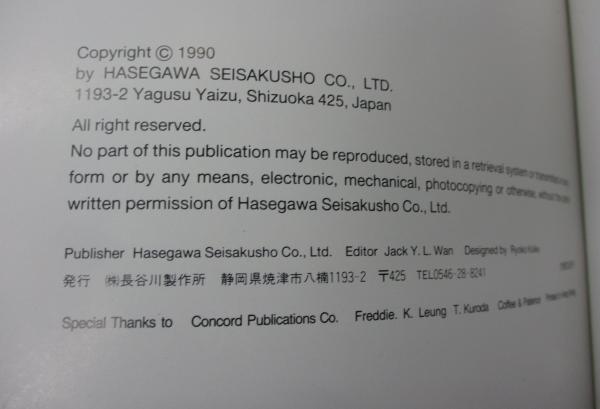 Copyright © 1990
by HASEGAWA SEISAKUSHO CO., LTD.
1193-2 Yagusu Yaizu, Shizuoka 425, Japan
All right reserved.
No part of this publication may be reproduced, stored in a retrieval system or
form or by any means, electronic, mechanical, photocopying or otherwise, without
written permission of Hasegawa Seisakusho Co., Ltd.
Publisher Hasegawa Seisakusho Co., Ltd. Editor Jack Y. L. Wan Designed by Ryoko
発行 ㈱長谷川製作所 静岡県焼津市八楠1193-2 〒425 TEL0546-28-8241
Special Thanks to Concord Publications Co. Freddie. K. Leung T. Kuroda Coffee &